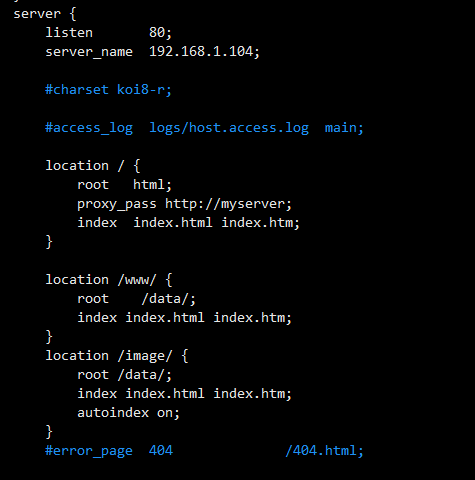 server {
    listen       80;
    server_name  192.168.1.104;
    #charset koi8-r;
    #access_log  logs/host.access.log  main;
    location / {
        root   html;
        proxy_pass http://myserver;
        index  index.html index.htm;
    }
    location /www/ {
        root    /data/;
        index index.html index.htm;
    }
    location /image/ {
        root /data/;
        index index.html index.htm;
        autoindex on;
    }
    #error_page  404              /404.html;